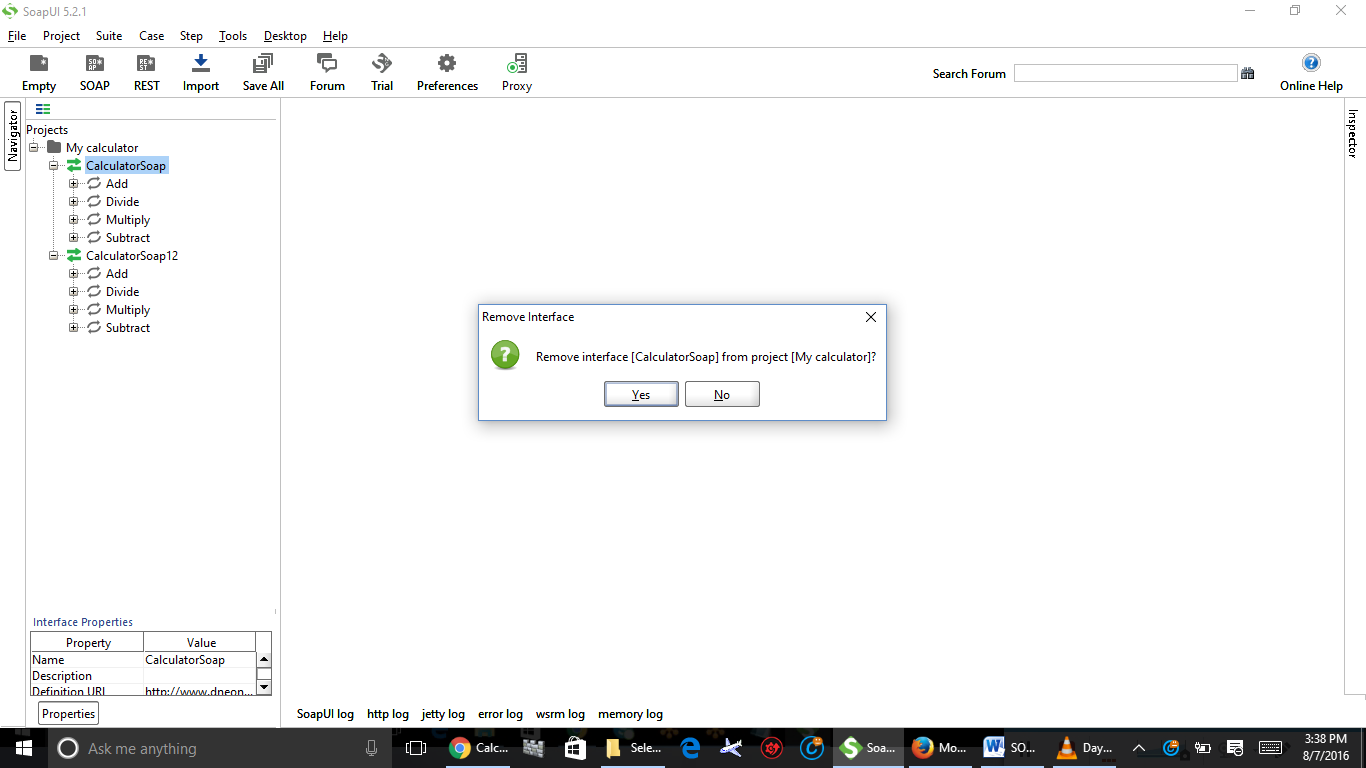 SoapUI 5.2.1
File Project Suite Case Step Tools Desktop Help
Empty SOAP REST Import Save All Forum Trial Preferences Proxy Search Forum Online Help
Navigator
Inspector
Projects
My calculator
CalculatorSoap
Add
Divide
Multiply
Subtract
CalculatorSoap12
Add
Divide
Multiply
Subtract
Remove Interface
Remove interface [CalculatorSoap] from project [My calculator]?
Yes No
Interface Properties
Property Value
Name CalculatorSoap
Description
Definition URL http://www.dneon...
Properties
SoapUI log http log jetty log error log wsrm log memory log
Ask me anything Calc... Sele... Soa... Mo... SO... Day... 3:38 PM
8/7/2016